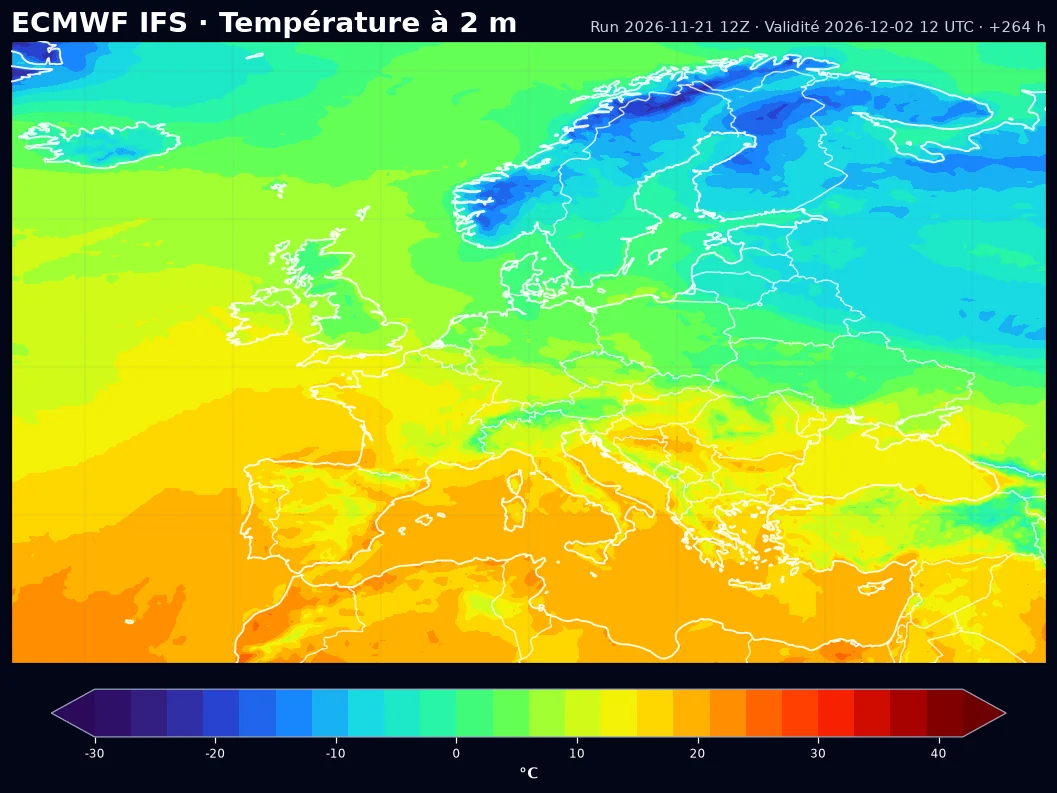 ECMWF IFS · Température à 2 m
Run 2026-11-21 12Z · Validité 2026-12-02 12 UTC · +264 h
-30 -20 -10 0 10 20 30 40
°C